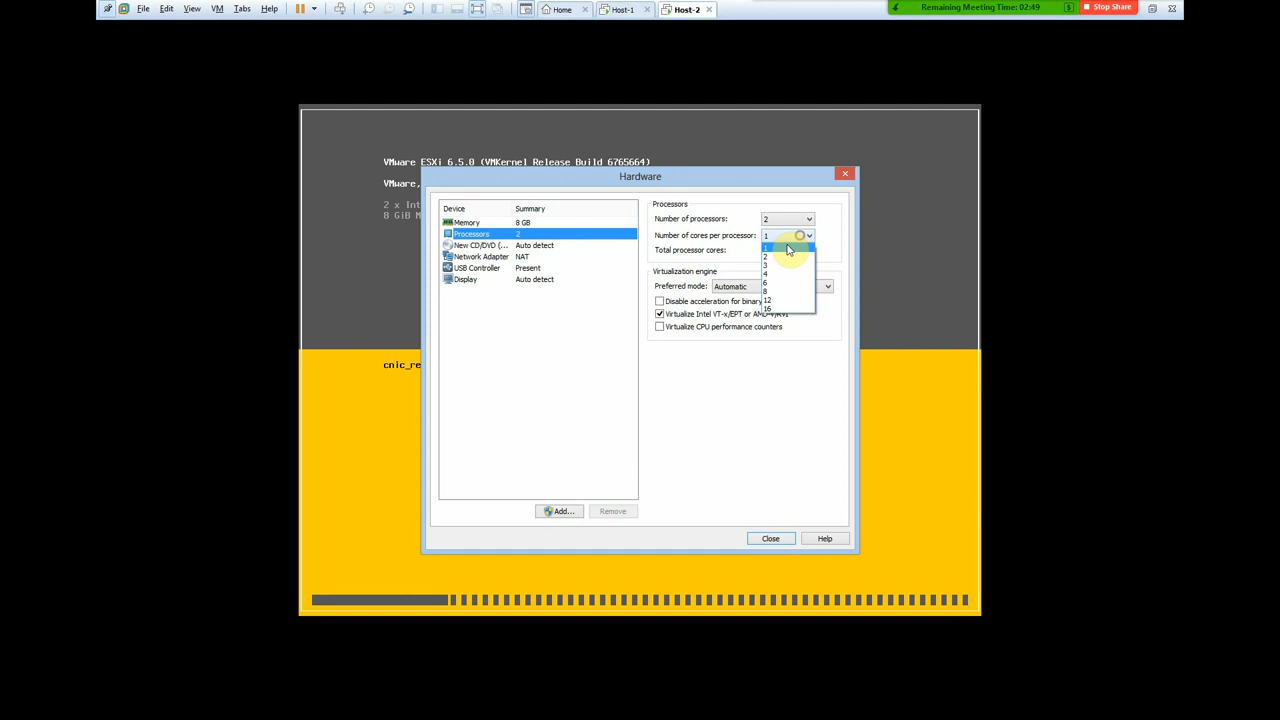 File Edit View VM Tabs Help
Home
Host-1
Host-2
Remaining Meeting Time: 02:49
Stop Share
VMware ESXi 6.5.0 (VMKernel Release Build 6765664)
VMware,
2 x Int
8 GiB M
Hardware
Device Summary
Memory 8 GB
Processors 2
New CD/DVD (... Auto detect
Network Adapter NAT
USB Controller Present
Display Auto detect
Processors
Number of processors: 2
Number of cores per processor: 1
Total processor cores:
1
2
3
4
6
8
12
16
Virtualization engine
Preferred mode: Automatic
Disable acceleration for binary
Virtualize Intel VT-x/EPT or AMD-V/RVI
Virtualize CPU performance counters
cnic_re
Add... Remove
Close Help